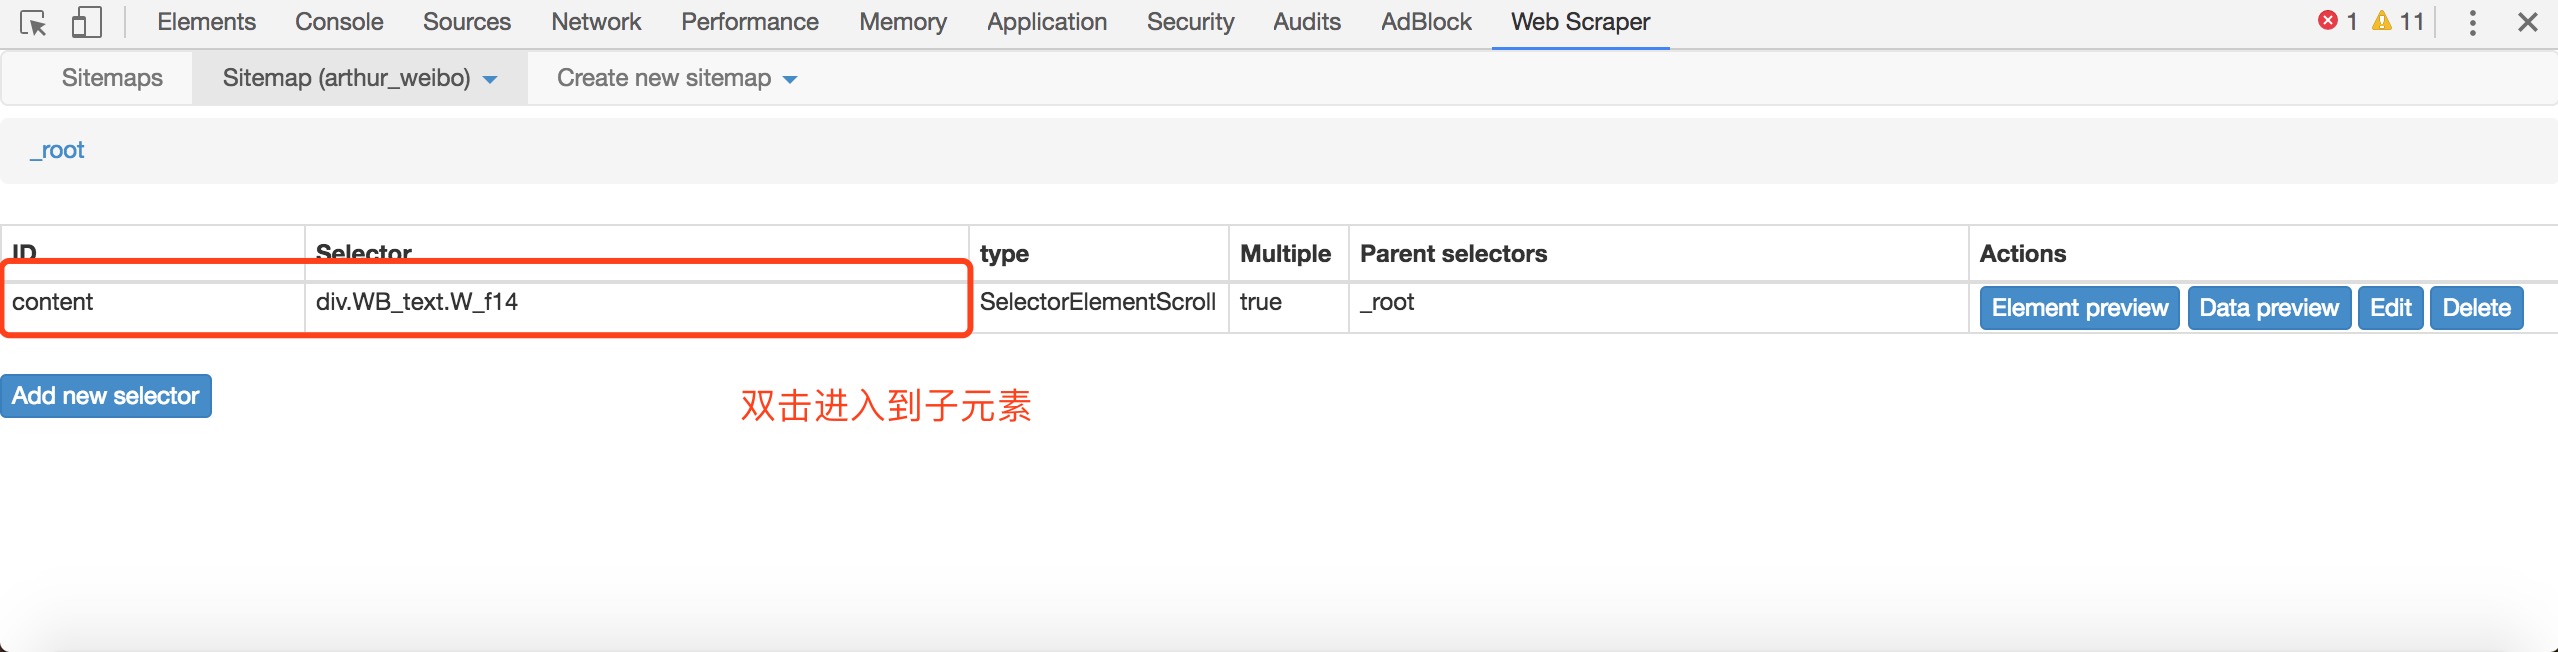 Elements Console Sources Network Performance Memory Application Security Audits AdBlock Web Scraper 1 11
Sitemaps Sitemap (arthur_weibo) Create new sitemap
_root
ID Selector type Multiple Parent selectors Actions
content div.WB_text.W_f14 SelectorElementScroll true _root Element preview Data preview Edit Delete
Add new selector
双击进入到子元素